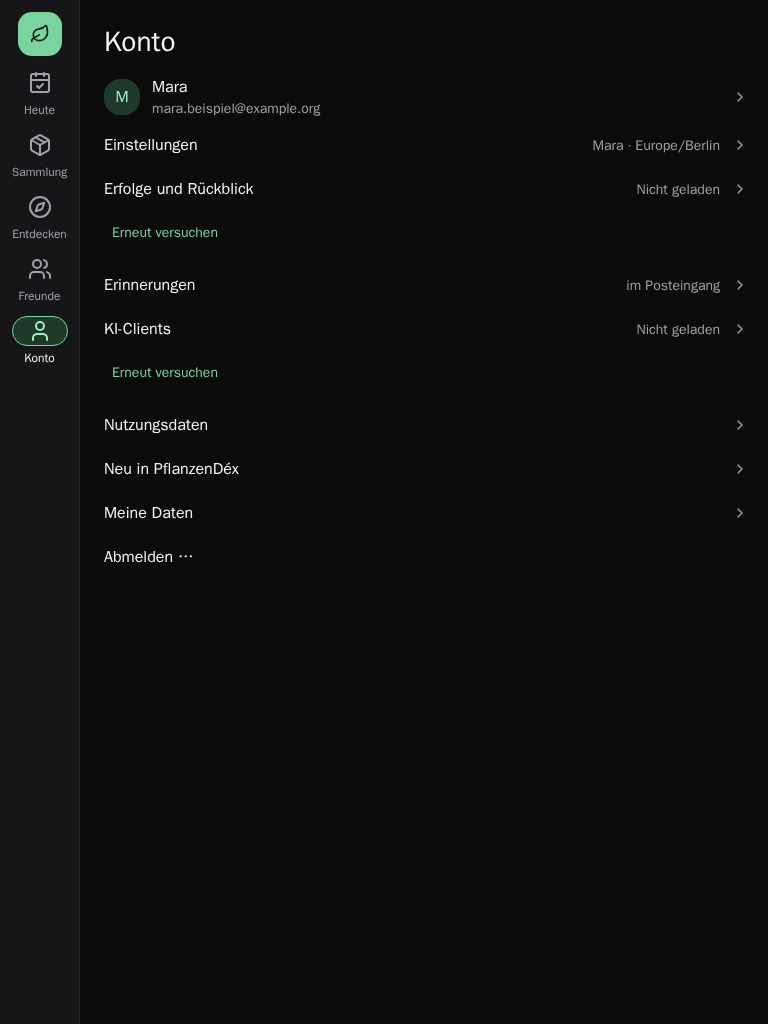 Konto
M
Mara
mara.beispiel@example.org
Einstellungen
Mara · Europe/Berlin
Erfolge und Rückblick
Nicht geladen
Erneut versuchen
Erinnerungen
im Posteingang
KI-Clients
Nicht geladen
Erneut versuchen
Nutzungsdaten
Neu in PflanzenDéx
Meine Daten
Abmelden ···
Heute
Sammlung
Entdecken
Freunde
Konto